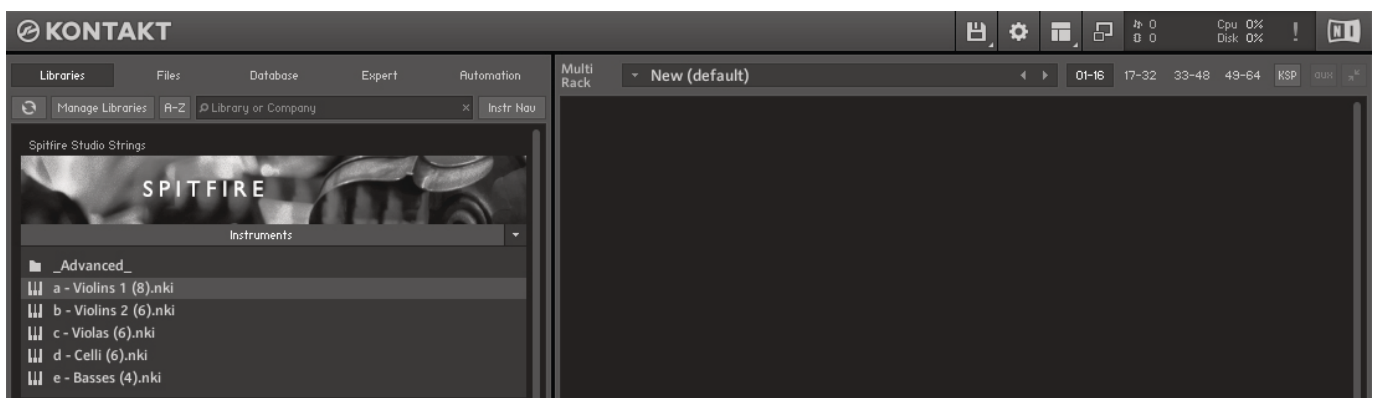 KONTAKT
0
0
Cpu 0%
Disk 0%
!
NI
Libraries Files Database Expert Automation
Manage Libraries A-Z Library or Company × Instr Nav
Spitfire Studio Strings
SPITFIRE
Instruments
_Advanced_
a - Violins 1 (8).nki
b - Violins 2 (6).nki
c - Violas (6).nki
d - Celli (6).nki
e - Basses (4).nki
Multi
Rack
New (default)
01-16 17-32 33-48 49-64 KSP aux